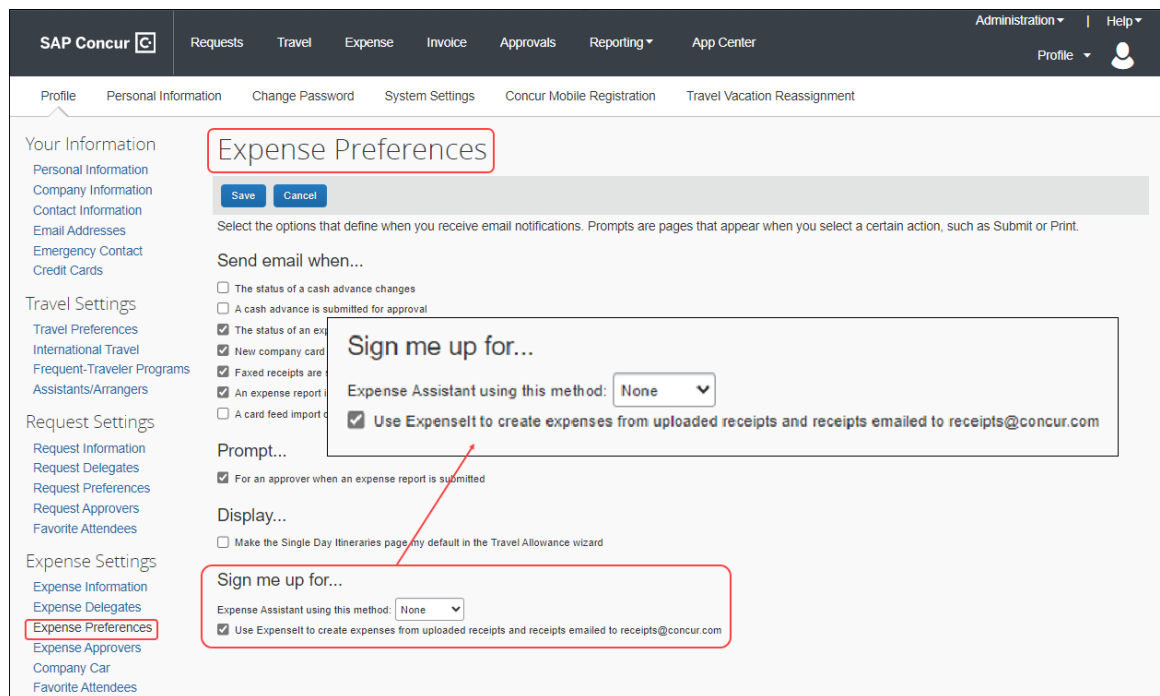 Administration | Help
SAP Concur C Requests Travel Expense Invoice Approvals Reporting App Center
Profile
Profile Personal Information Change Password System Settings Concur Mobile Registration Travel Vacation Reassignment
Your Information
Personal Information
Company Information
Contact Information
Email Addresses
Emergency Contact
Credit Cards
Travel Settings
Travel Preferences
International Travel
Frequent-Traveler Programs
Assistants/Arrangers
Request Settings
Request Information
Request Delegates
Request Preferences
Request Approvers
Favorite Attendees
Expense Settings
Expense Information
Expense Delegates
Expense Preferences
Expense Approvers
Company Car
Favorite Attendees
Expense Preferences
Save Cancel
Select the options that define when you receive email notifications. Prompts are pages that appear when you select a certain action, such as Submit or Print.
Send email when...
The status of a cash advance changes
A cash advance is submitted for approval
The status of an exp
New company card
Faxed receipts are
An expense report
A card feed import
Sign me up for...
Expense Assistant using this method: None
Use ExpenseIt to create expenses from uploaded receipts and receipts emailed to receipts@concur.com
Prompt...
For an approver when an expense report is submitted
Display...
Make the Single Day Itineraries page my default in the Travel Allowance wizard
Sign me up for...
Expense Assistant using this method: None
Use ExpenseIt to create expenses from uploaded receipts and receipts emailed to receipts@concur.com